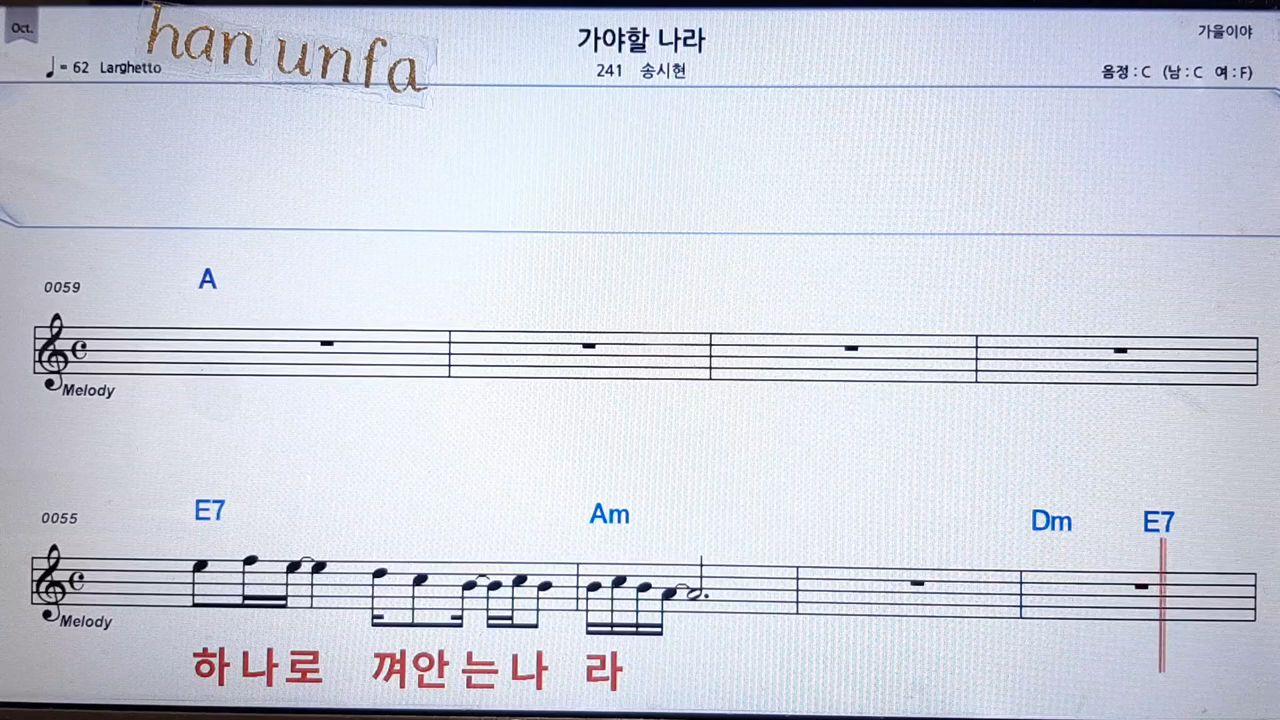 Oct.
han unfa
가야할 나라
가을이야
♩= 62 Larghetto
241 송시현
음정 : C (남 : C 여 : F)
0059
A
Melody
0055
E7 Am Dm E7
Melody
하 나 로 껴안 는 나 라